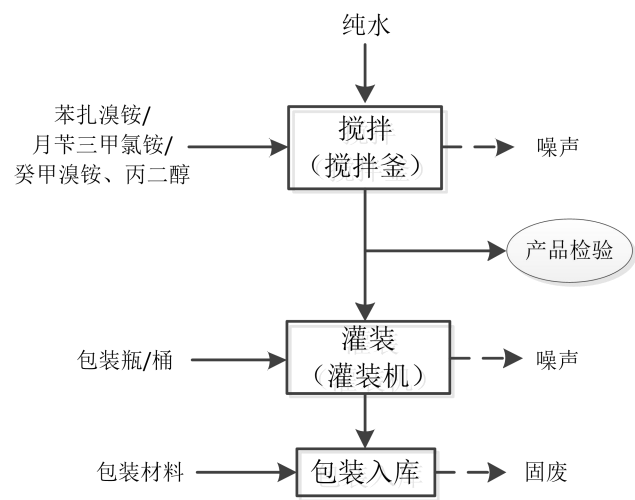 纯水
苯扎溴铵/
月苄三甲氯铵/
癸甲溴铵、丙二醇
搅拌
（搅拌釜）
噪声
产品检验
包装瓶/桶
灌装
（灌装机）
噪声
包装材料
包装入库
固废